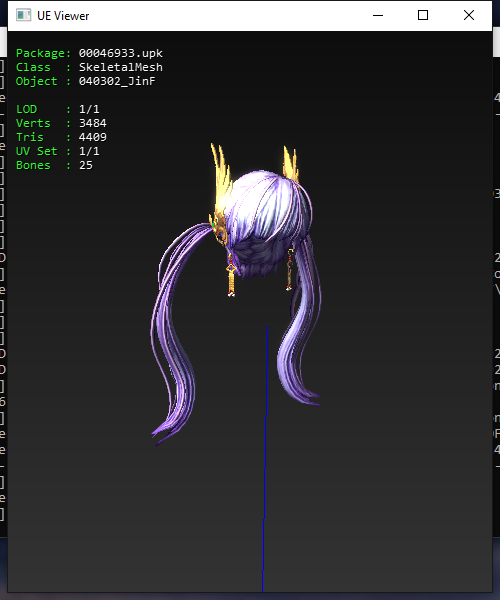 UE Viewer
Package: 00046933.upk
Class : SkeletalMesh
Object : 040302_JinF
LOD : 1/1
Verts : 3484
Tris : 4409
UV Set : 1/1
Bones : 25